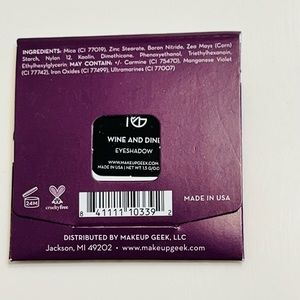 INGREDIENTS: Mica (CI 77019), Zinc Stearate, Boron Nitride, Zea Mays (Corn)
Starch, Nylon 12, Kaolin, Dimethicone, Phenoxyethanol, Triethylhexanoin,
Ethylhexylglycerin. MAY CONTAIN: +/- Carmine (CI 75470), Manganese Violet
(CI 77742), Iron Oxides (CI 77499), Ultramarines (CI 77007)
WINE AND DINE
EYESHADOW
WWW.MAKEUPGEEK.COM
MADE IN USA | NET WT 1.5 G/0.0
24M
crueltyfree
8 41111 10339 2
MADE IN USA
DISTRIBUTED BY MAKEUP GEEK, LLC
Jackson, MI 49202 • www.makeupgeek.com